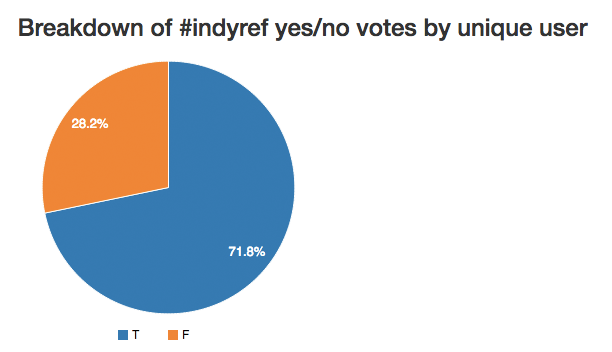 Breakdown of #indyref yes/no votes by unique user
28.2%
71.8%
T F